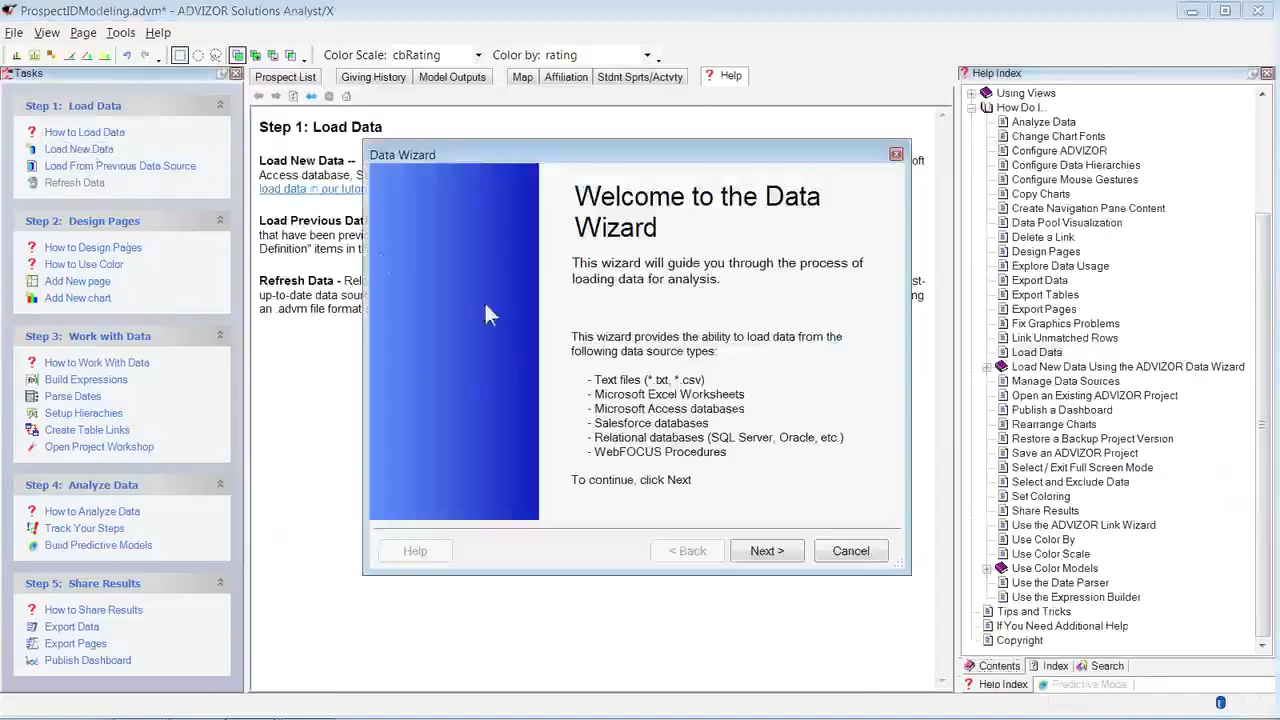 ProspectIDModeling.advm* - ADVIZOR Solutions Analyst/X
File View Page Tools Help
Color Scale: cbRating Color by: rating
Tasks
Step 1: Load Data
How to Load Data
Load New Data
Load From Previous Data Source
Refresh Data
Step 2: Design Pages
How to Design Pages
How to Use Color
Add New page
Add New chart
Step 3: Work with Data
How to Work With Data
Build Expressions
Parse Dates
Setup Hierachies
Create Table Links
Open Project Workshop
Step 4: Analyze Data
How to Analyze Data
Track Your Steps
Build Predictive Models
Step 5: Share Results
How to Share Results
Export Data
Export Pages
Publish Dashboard
Prospect List Giving History Model Outputs Map Affiliation Stdnt Sprts/Actvty Help
Step 1: Load Data
Load New Data --
Access database, S
load data in our tutor
Load Previous Dat
that have been previ
Definition" items in t
Refresh Data - Rel
up-to-date data sour
an .advm file format
Data Wizard
Welcome to the Data
Wizard
This wizard will guide you through the process of
loading data for analysis.
This wizard provides the ability to load data from the
following data source types:
- Text files (*.txt, *.csv)
- Microsoft Excel Worksheets
- Microsoft Access databases
- Salesforce databases
- Relational databases (SQL Server, Oracle, etc.)
- WebFOCUS Procedures
To continue, click Next
Help < Back Next > Cancel
Help Index
Using Views
How Do I...
Analyze Data
Change Chart Fonts
Configure ADVIZOR
Configure Data Hierarchies
Configure Mouse Gestures
Copy Charts
Create Navigation Pane Content
Data Pool Visualization
Delete a Link
Design Pages
Explore Data Usage
Export Data
Export Tables
Export Pages
Fix Graphics Problems
Link Unmatched Rows
Load Data
Load New Data Using the ADVIZOR Data Wizard
Manage Data Sources
Open an Existing ADVIZOR Project
Publish a Dashboard
Rearrange Charts
Restore a Backup Project Version
Save an ADVIZOR Project
Select / Exit Full Screen Mode
Select and Exclude Data
Set Coloring
Share Results
Use the ADVIZOR Link Wizard
Use Color By
Use Color Scale
Use Color Models
Use the Date Parser
Use the Expression Builder
Tips and Tricks
If You Need Additional Help
Copyright
Contents Index Search
Help Index Predictive Model